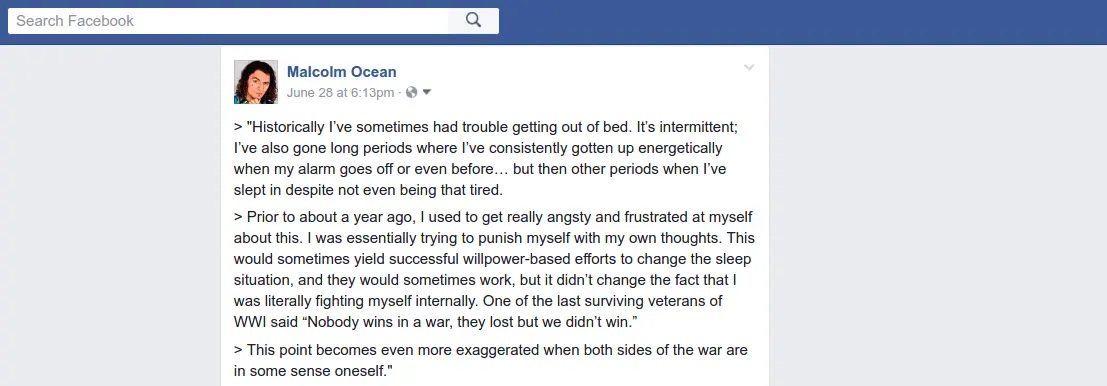 Search Facebook
Malcolm Ocean
June 28 at 6:13pm ·
> "Historically I’ve sometimes had trouble getting out of bed. It’s intermittent;
I’ve also gone long periods where I’ve consistently gotten up energetically
when my alarm goes off or even before… but then other periods when I’ve
slept in despite not even being that tired.
> Prior to about a year ago, I used to get really angsty and frustrated at myself
about this. I was essentially trying to punish myself with my own thoughts. This
would sometimes yield successful willpower-based efforts to change the sleep
situation, and they would sometimes work, but it didn’t change the fact that I
was literally fighting myself internally. One of the last surviving veterans of
WWI said “Nobody wins in a war, they lost but we didn’t win.”
> This point becomes even more exaggerated when both sides of the war are
in some sense oneself."